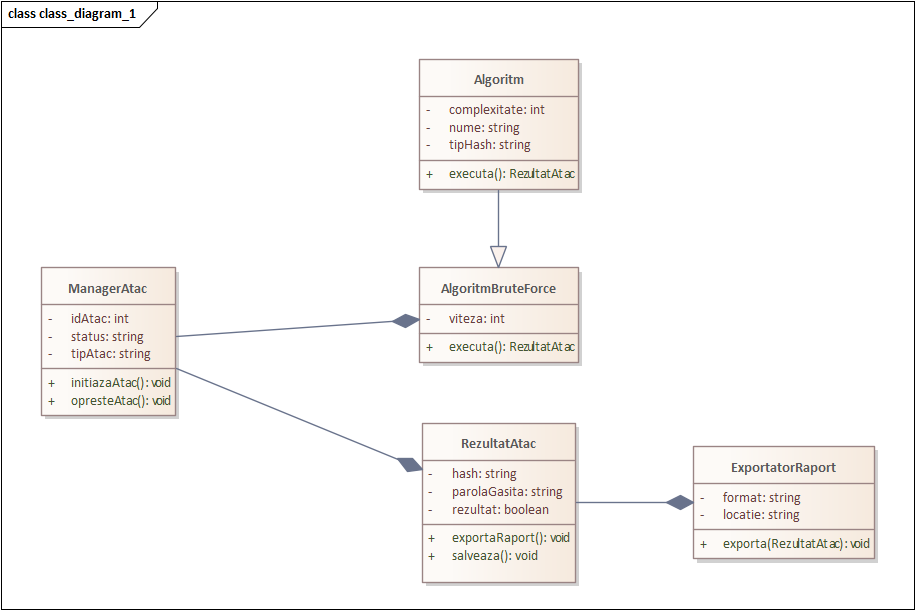 class class_diagram_1
Algoritm
- complexitate: int
- nume: string
- tipHash: string
+ executa(): RezultatAtac
ManagerAtac
- idAtac: int
- status: string
- tipAtac: string
+ initiazaAtac(): void
+ opresteAtac(): void
AlgoritmBruteForce
- viteza: int
+ executa(): RezultatAtac
RezultatAtac
- hash: string
- parolaGasita: string
- rezultat: boolean
+ exportaRaport(): void
+ salveaza(): void
ExportatorRaport
- format: string
- locatie: string
+ exporta(RezultatAtac): void